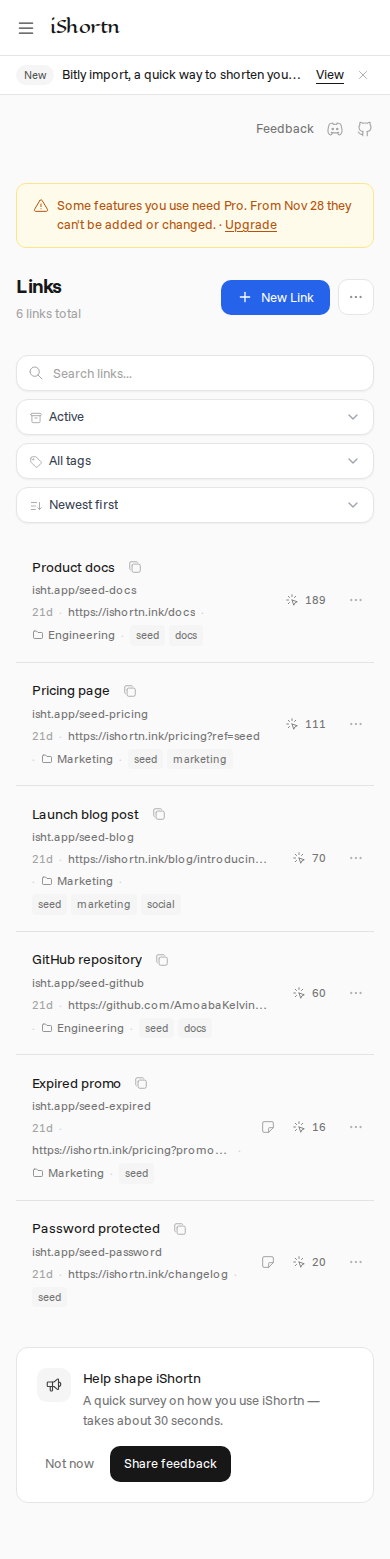 iShortn
New Bitly import, a quick way to shorten you... View
Feedback
Some features you use need Pro. From Nov 28 they
can't be added or changed. · Upgrade
Links
6 links total
New Link
Search links...
Active
All tags
Newest first
Product docs
isht.app/seed-docs
189
21d · https://ishortn.ink/docs ·
Engineering · seed docs
Pricing page
isht.app/seed-pricing
111
21d · https://ishortn.ink/pricing?ref=seed
· Marketing · seed marketing
Launch blog post
isht.app/seed-blog
21d · https://ishortn.ink/blog/introducin...
70
· Marketing ·
seed marketing social
GitHub repository
isht.app/seed-github
60
21d · https://github.com/AmoabaKelvin...
· Engineering · seed docs
Expired promo
isht.app/seed-expired
21d ·
16
https://ishortn.ink/pricing?promo... ·
Marketing · seed
Password protected
isht.app/seed-password
20
21d · https://ishortn.ink/changelog ·
seed
Help shape iShortn
A quick survey on how you use iShortn —
takes about 30 seconds.
Not now Share feedback